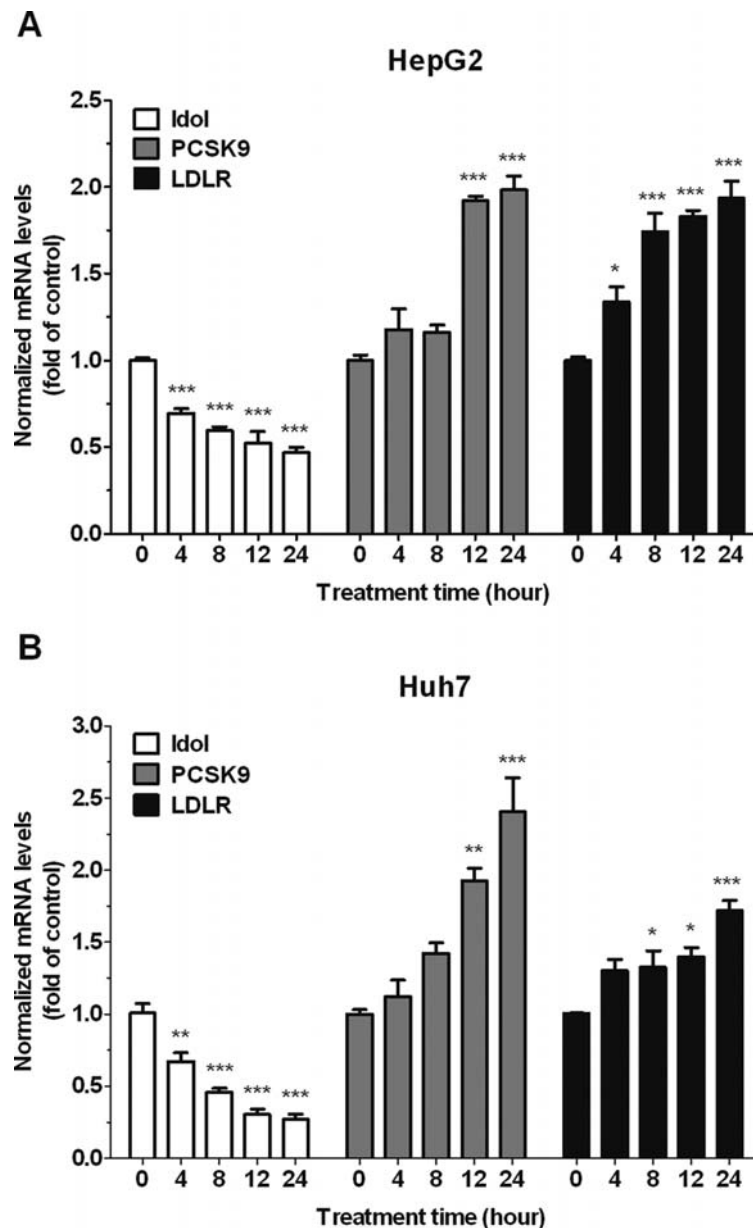 A
HepG2
Normalized mRNA levels
(fold of control)
2.5
2.0
1.5
1.0
0.5
0.0
Idol
PCSK9
LDLR
*** *** *** ***
*** ***
* *** *** ***
0 4 8 12 24 0 4 8 12 24 0 4 8 12 24
Treatment time (hour)
B
Huh7
Normalized mRNA levels
(fold of control)
3.0
2.5
2.0
1.5
1.0
0.5
0.0
Idol
PCSK9
LDLR
** *** *** ***
** ***
* * ***
0 4 8 12 24 0 4 8 12 24 0 4 8 12 24
Treatment time (hour)